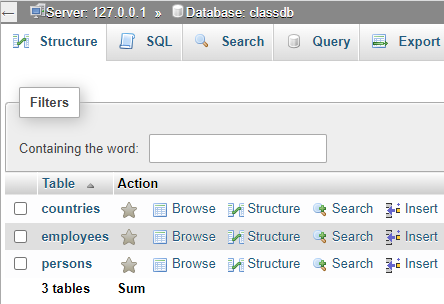 Server: 127.0.0.1 » Database: classdb
Structure SQL Search Query Export
Filters
Containing the word:
Table Action
countries Browse Structure Search Insert
employees Browse Structure Search Insert
persons Browse Structure Search Insert
3 tables Sum